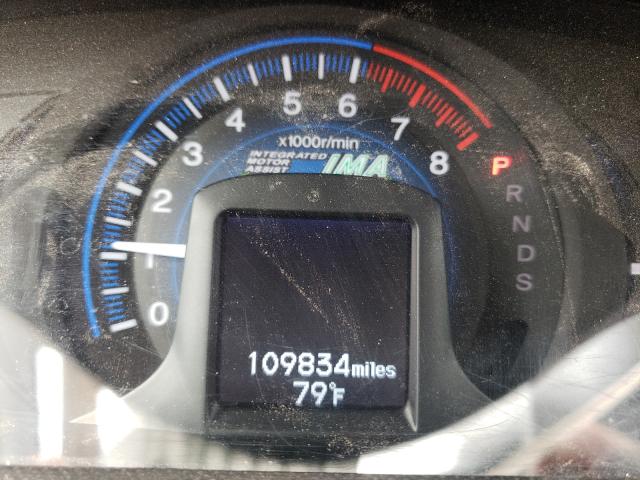 0
1
2
3
4
5
6
7
8
x1000r/min
INTEGRATED
MOTOR
ASSIST
IMA
P
R
N
D
S
109834miles
79°F